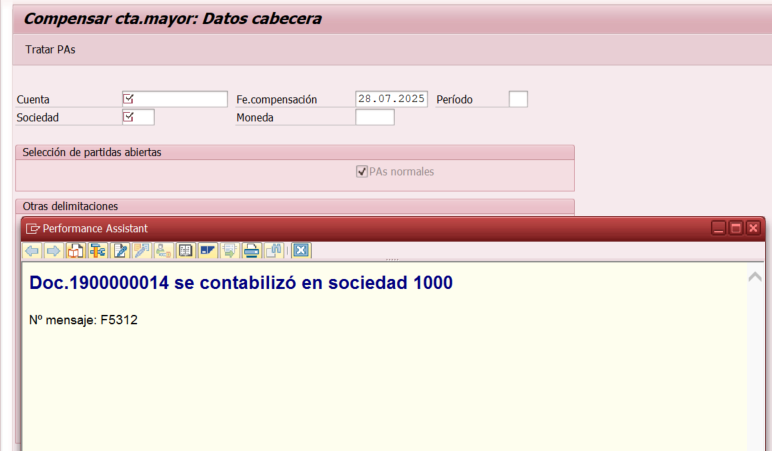 Compensar cta.mayor: Datos cabecera
Tratar PAs
Cuenta Fe.compensación 28.07.2025 Período
Sociedad Moneda
Selección de partidas abiertas
PAs normales
Otras delimitaciones
Performance Assistant
Doc.1900000014 se contabilizó en sociedad 1000
Nº mensaje: F5312